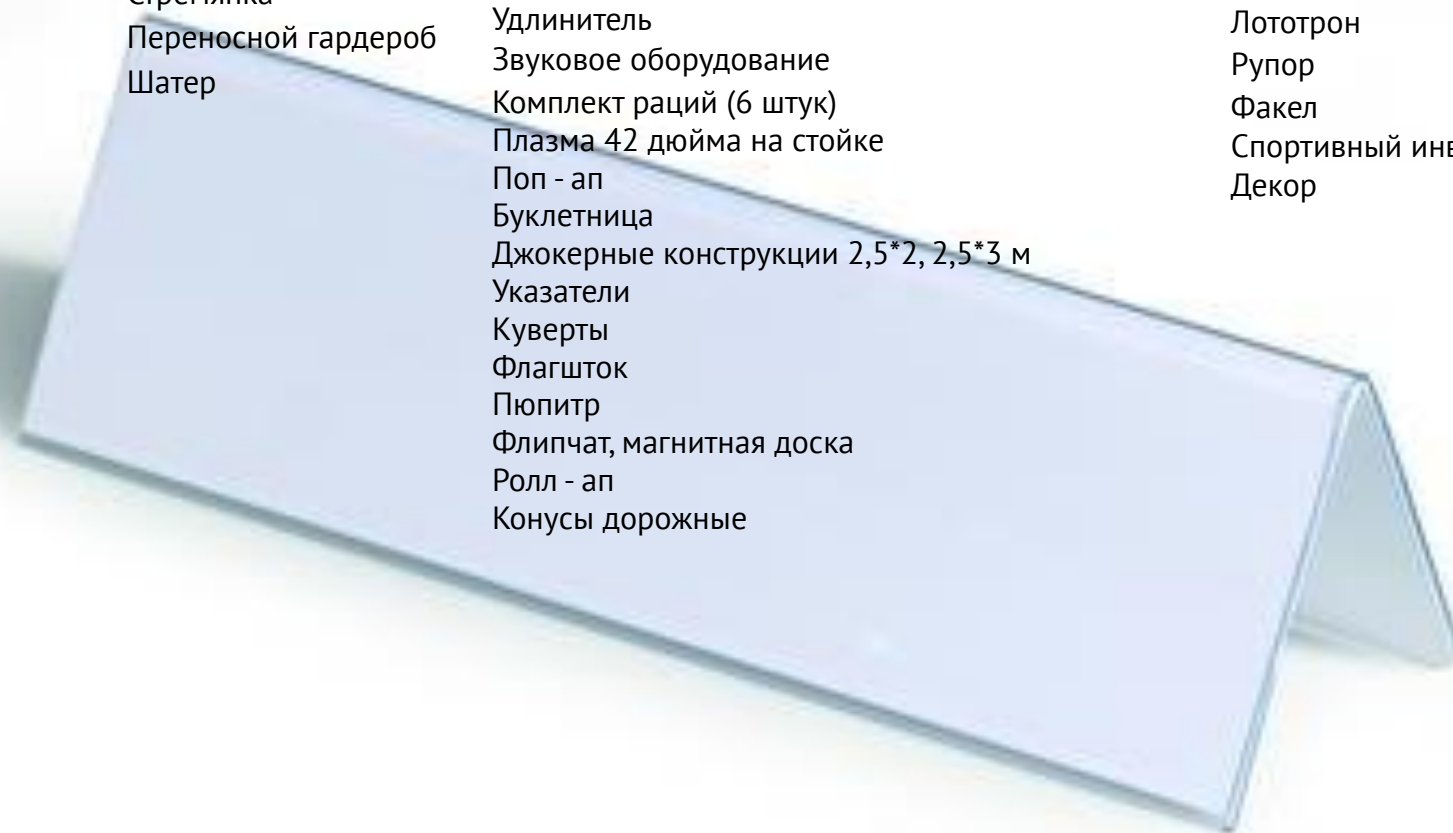 Стремянка
Переносной гардероб
Шатер
Удлинитель
Звуковое оборудование
Комплект раций (6 штук)
Плазма 42 дюйма на стойке
Поп - ап
Буклетница
Джокерные конструкции 2,5*2, 2,5*3 м
Указатели
Куверты
Флагшток
Пюпитр
Флипчат, магнитная доска
Ролл - ап
Конусы дорожные
Лототрон
Рупор
Факел
Спортивный
Декор